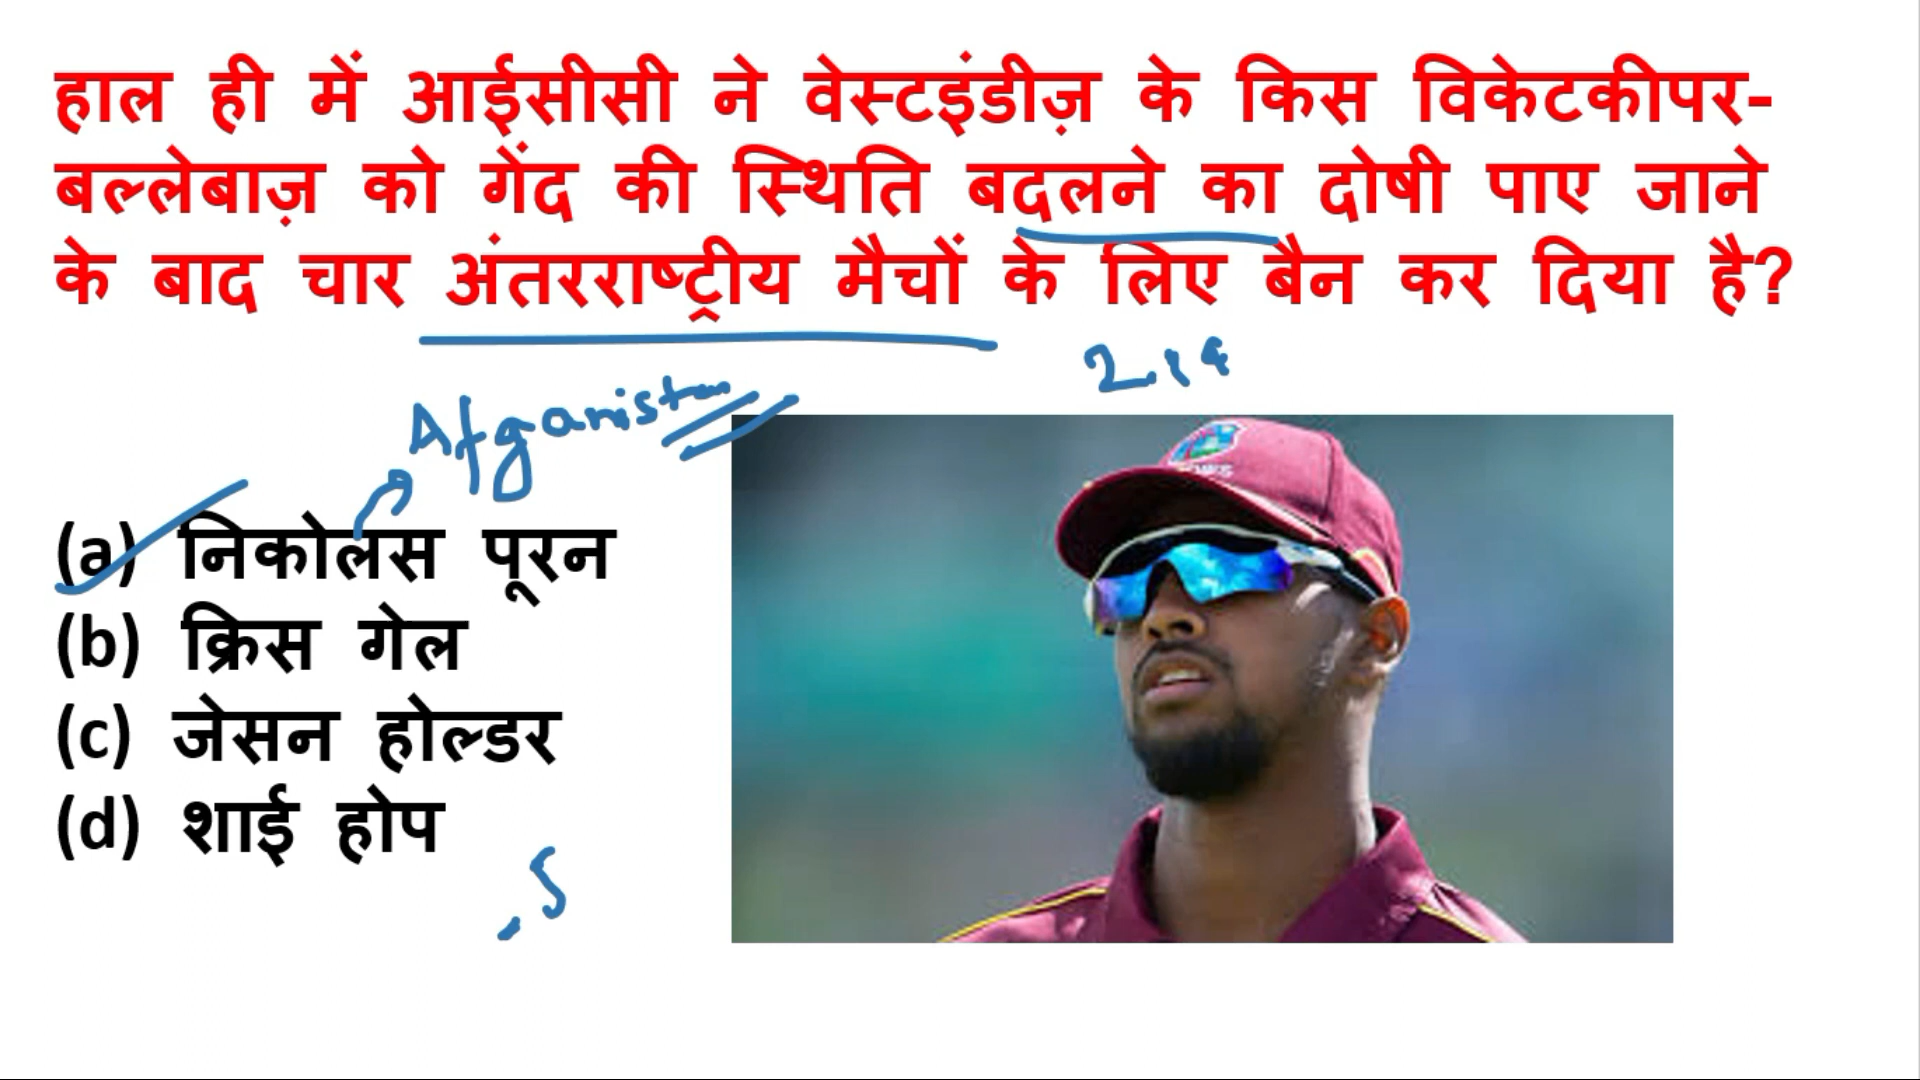 हाल ही में आईसीसी ने वेस्टइंडीज़ के किस विकेटकीपर-
बल्लेबाज़ को गेंद की स्थिति बदलने का दोषी पाए जाने
के बाद चार अंतरराष्ट्रीय मैचों के लिए बैन कर दिया है?
Afganistan
(a) निकोलस पूरन
(b) क्रिस गेल
(c) जेसन होल्डर
(d) शाई होप